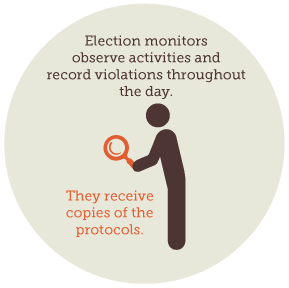 Election monitors
observe activities and
record violations throughout
the day.
They receive
copies of the
protocols.